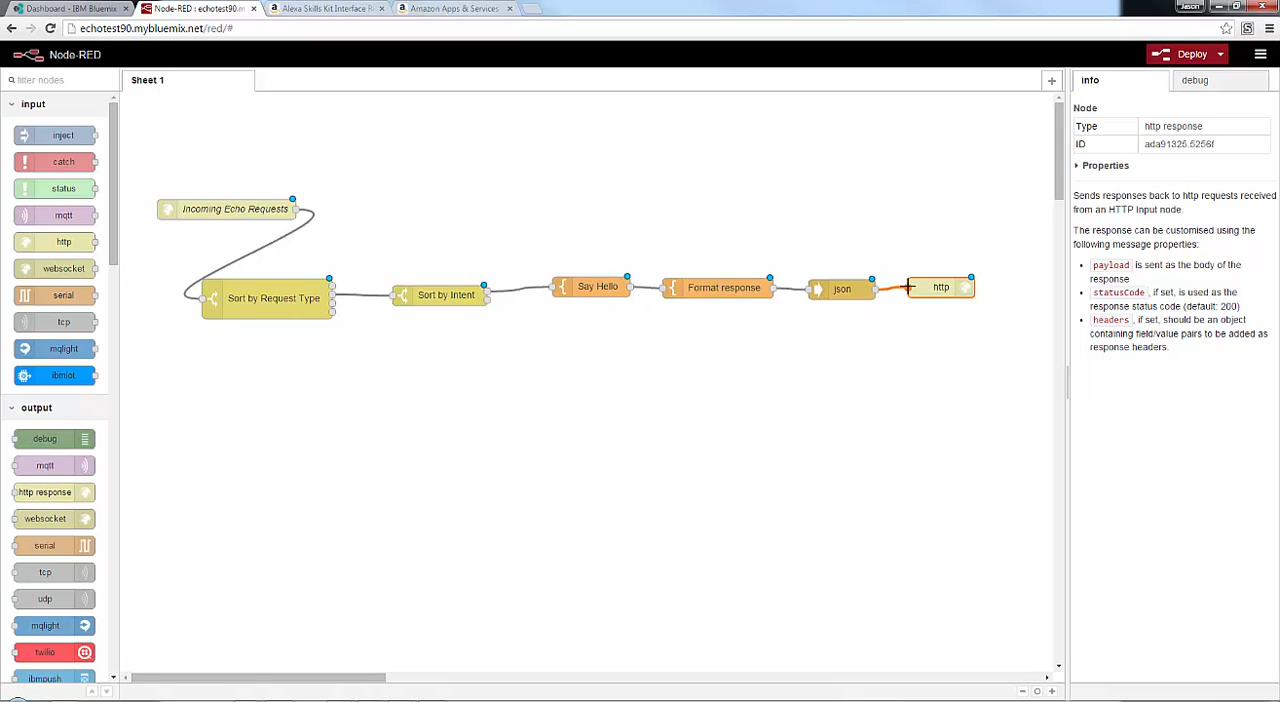 Dashboard - IBM Bluemix
Node-RED : echotest90.mybluemix.net
Alexa Skills Kit Interface R
Amazon Apps & Services
Jason
echotest90.mybluemix.net/red/#
Node-RED
Deploy
filter nodes
Sheet 1
info
debug
input
inject
catch
status
mqtt
http
websocket
serial
tcp
mqlight
ibmiot
output
debug
mqtt
http response
websocket
serial
tcp
udp
mqlight
twilio
ibmpush
Incoming Echo Requests
Sort by Request Type
Sort by Intent
Say Hello
Format response
json
http
Node
Type http response
ID ada91325.5256f
Properties
Sends responses back to http requests received
from an HTTP Input node.
The response can be customised using the
following message properties:
payload is sent as the body of the
response
statusCode, if set, is used as the
response status code (default: 200)
headers, if set, should be an object
containing field/value pairs to be added as
response headers.